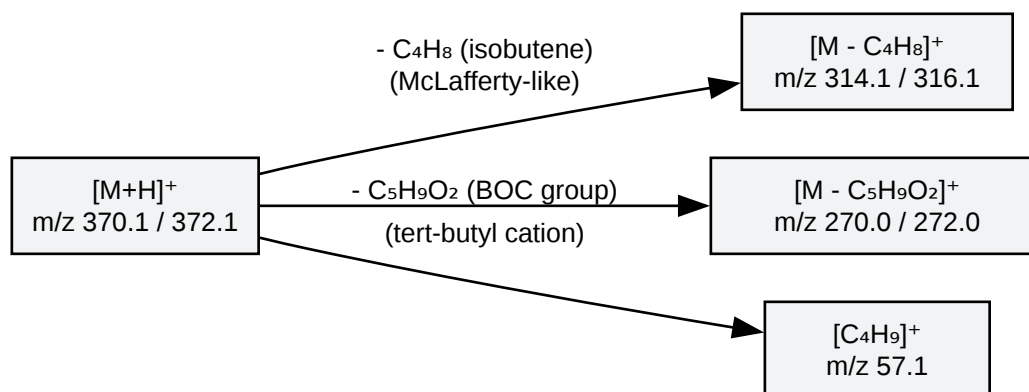 - C₄H₈ (isobutene)
(McLafferty-like)
[M - C₄H₈]⁺
m/z 314.1 / 316.1
[M+H]⁺
m/z 370.1 / 372.1
- C₅H₉O₂ (BOC group)
(tert-butyl cation)
[M - C₅H₉O₂]⁺
m/z 270.0 / 272.0
[C₄H₉]⁺
m/z 57.1